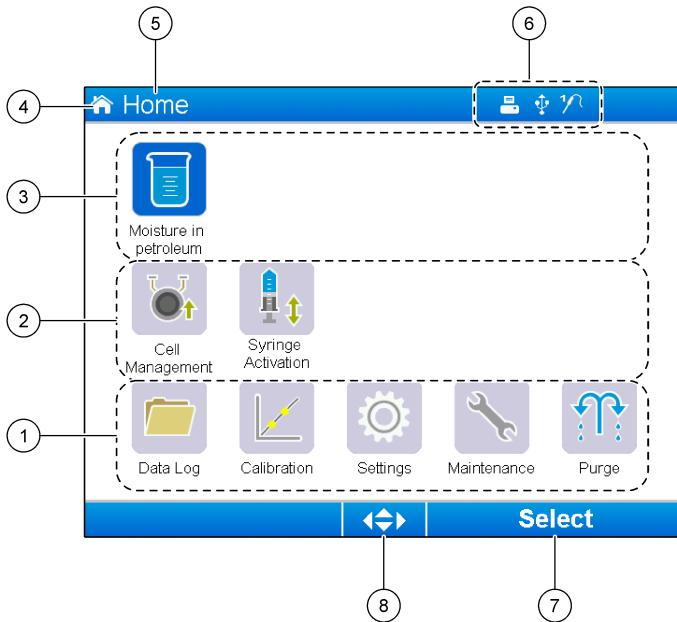 5
6
4
Home
3
Moisture in
petroleum
2
Cell
Management
Syringe
Activation
1
Data Log
Calibration
Settings
Maintenance
Purge
Select
8
7